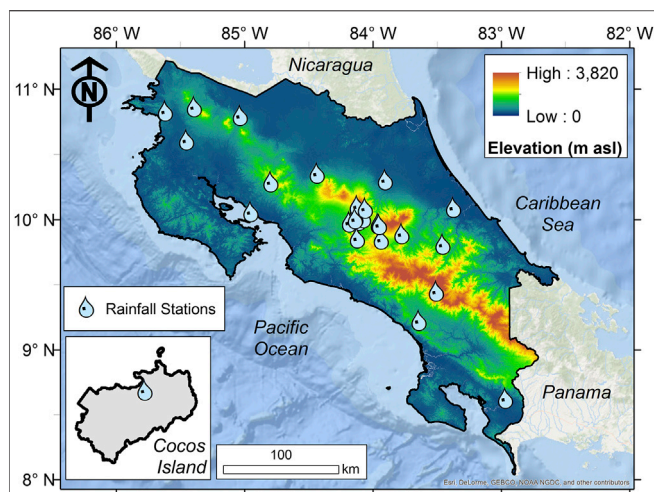 86° W
85° W
84° W
83° W
82° W
11° N
10° N
9° N
8° N
N
Nicaragua
High : 3,820
Low : 0
Elevation (m asl)
Caribbean
Sea
Rainfall Stations
Pacific
Ocean
Panama
Cocos
Island
100
km
Esri, DeLorme, GEBCO, NOAA NGDC, and other contributors